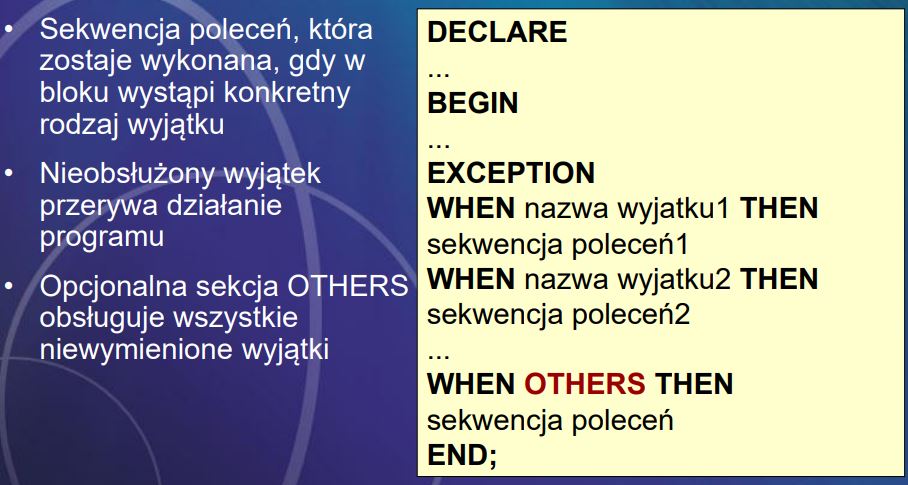 • Sekwencja poleceń, która
zostaje wykonana, gdy w
bloku wystąpi konkretny
rodzaj wyjątku
• Nieobsłużony wyjątek
przerywa działanie
programu
• Opcjonalna sekcja OTHERS
obsługuje wszystkie
niewymienione wyjątki
DECLARE
...
BEGIN
...
EXCEPTION
WHEN nazwa wyjatku1 THEN
sekwencja poleceń1
WHEN nazwa wyjatku2 THEN
sekwencja poleceń2
...
WHEN OTHERS THEN
sekwencja poleceń
END;